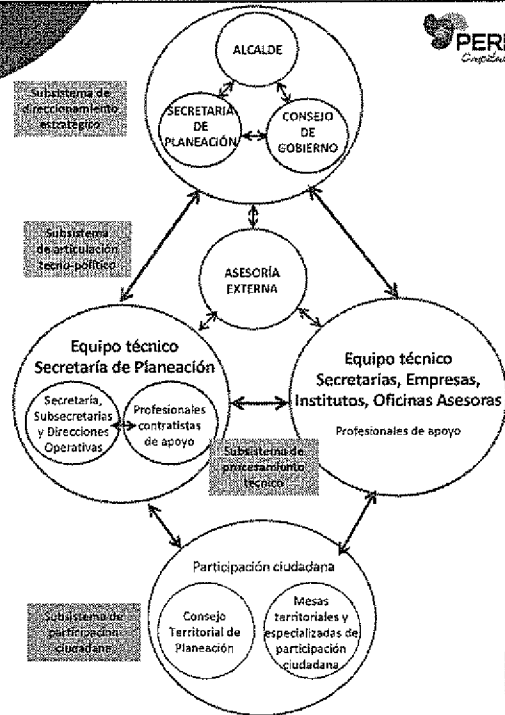 PERE
ALCALDE
Subsistema de
direccionamiento
estratégico
SECRETARIA
DE
PLANEACIÓN
CONSEJO
DE
GOBIERNO
Subsistema
de articulación
tecno-político
ASESORÍA
EXTERNA
Equipo técnico
Secretaría de Planeación
Secretaría,
Subsecretarias
y Direcciones
Operativas
Profesionales
contratistas
de apoyo
Equipo técnico
Secretarias, Empresas,
Institutos, Oficinas Asesoras
Profesionales de apoyo
Subsistema de
procesamiento
técnico
Participación ciudadana
Subsistema de
participación
ciudadana
Consejo
Territorial de
Planeación
Mesas
territoriales y
especializadas de
participación
ciudadana